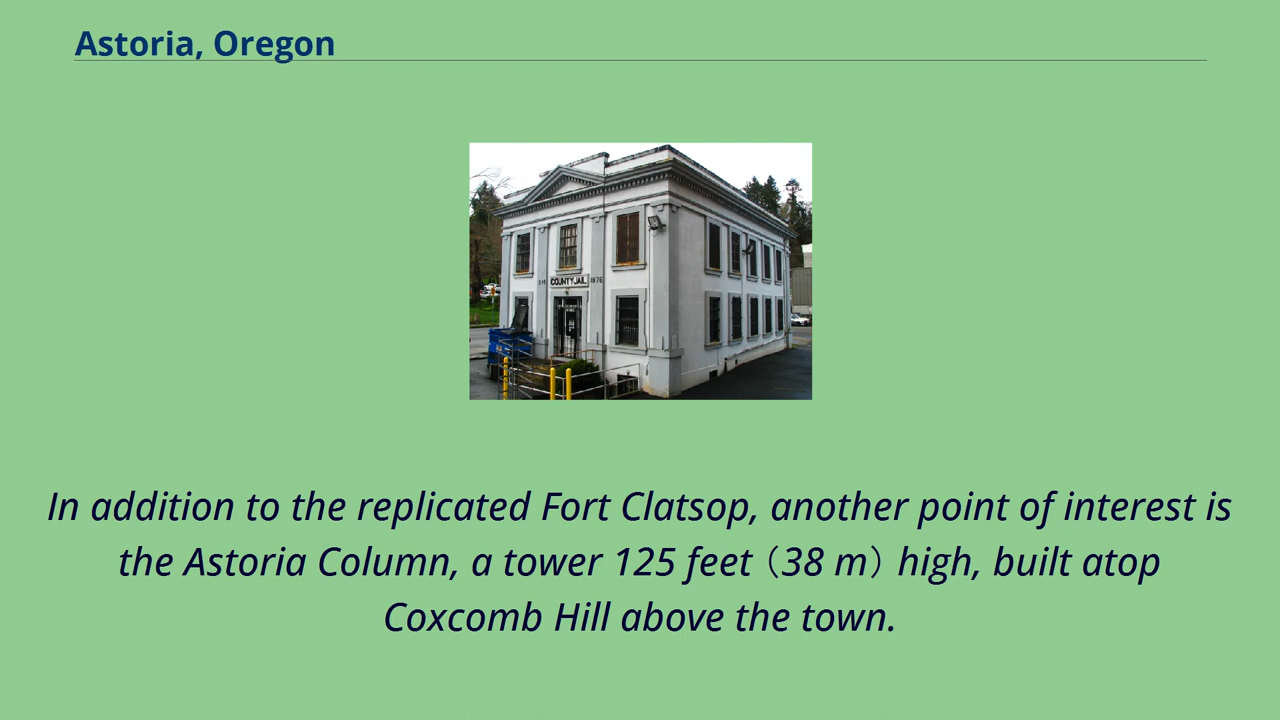 Astoria, Oregon
COUNTY JAIL
In addition to the replicated Fort Clatsop, another point of interest is
the Astoria Column, a tower 125 feet (38 m) high, built atop
Coxcomb Hill above the town.